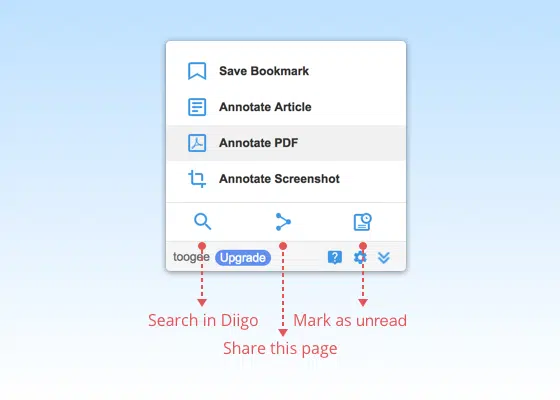 Save Bookmark
Annotate Article
Annotate PDF
Annotate Screenshot
toogee Upgrade
Search in Diigo Mark as unread
Share this page